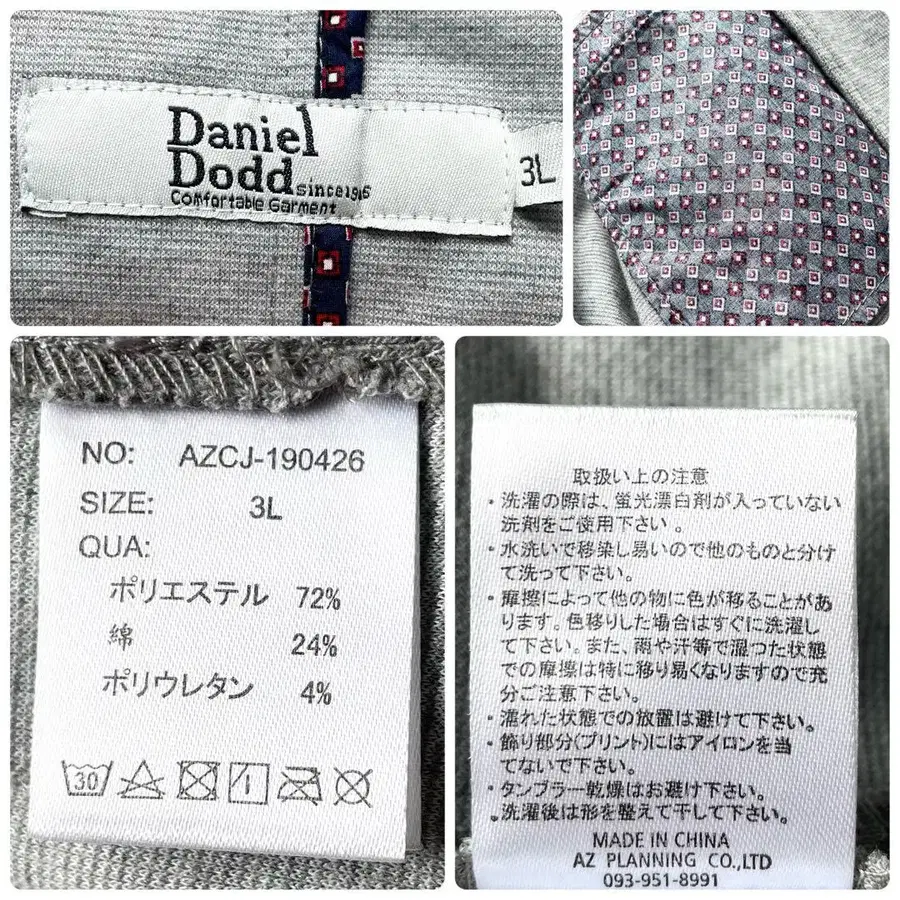 Daniel
Dodd since1965
Comfortable Garment
3L
NO: AZCJ-190426
SIZE: 3L
QUA:
ポリエステル 72%
綿 24%
ポリウレタン 4%
30
取扱い上の注意
・洗濯の際は、蛍光漂白剤が入っていない
洗剤をご使用下さい。
・水洗いで移染し易いので他のものと分け
て洗って下さい。
・摩擦によって他の物に色が移ることがあ
ります。色移りした場合はすぐに洗濯し
て下さい。また、雨や汗等で湿つた状態
での摩擦は特に移り易くなりますので充
分ご注意下さい。
・濡れた状態での放置は避けて下さい。
・飾り部分(プリント)にはアイロンを当
てないで下さい。
・タンブラー乾燥はお避け下さい。
・洗濯後は形を整えて干して下さい。
MADE IN CHINA
AZ PLANNING CO.,LTD
093-951-8991